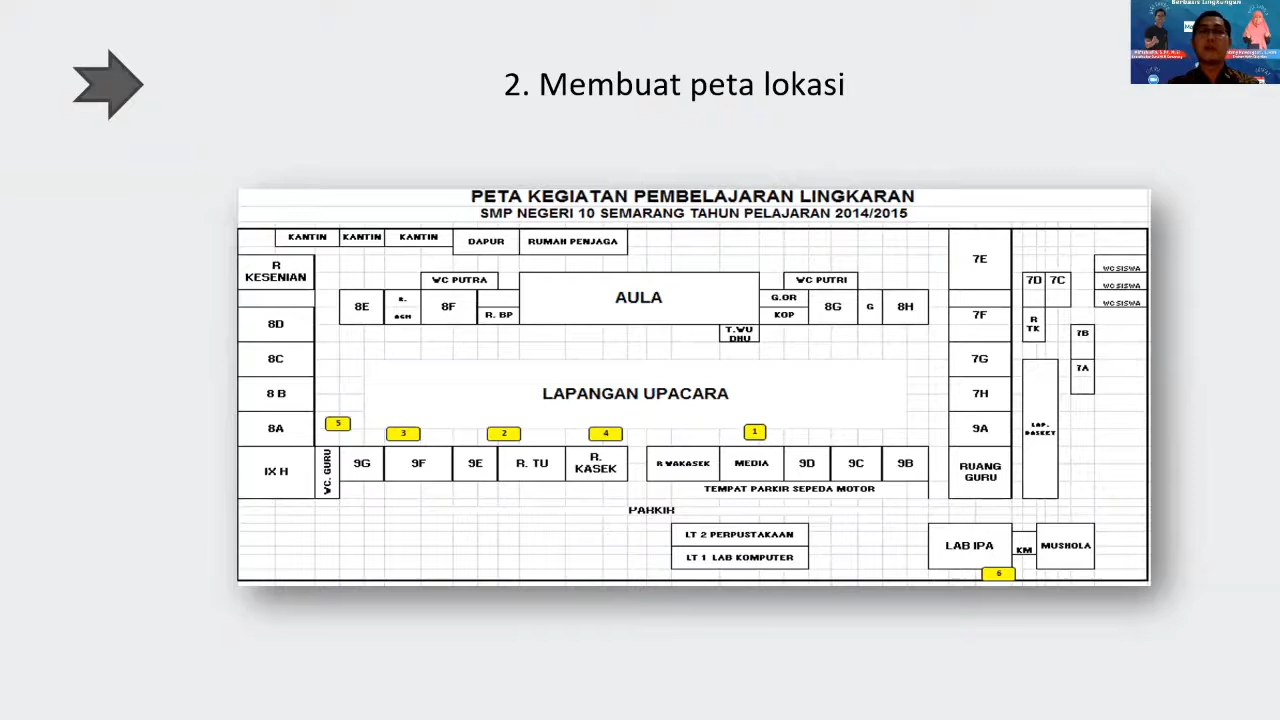 Berbasis Lingkungan
2. Membuat peta lokasi
PETA KEGIATAN PEMBELAJARAN LINGKARAN
SMP NEGERI 10 SEMARANG TAHUN PELAJARAN 2014/2015
KANTIN KANTIN KANTIN DAPUR RUMAH PENJAGA
R KESENIAN
7E
WC SISWA
WC SISWA
WC SISWA
7D 7C
WC PUTRA WC PUTRI
AULA
8E 8F R. BP
G.OR
KOP
8G G 8H
T.WU
DHU
8D 7F
R
TK
7B
8C 7G 7A
8 B LAPANGAN UPACARA 7H
8A 5 3 2 4 1 9A
LAP.
BASKET
IX H WC. GURU 9G 9F 9E R. TU R. KASEK R WAKASEK MEDIA 9D 9C 9B RUANG GURU
TEMPAT PARKIR SEPEDA MOTOR
PARKIR
LT 2 PERPUSTAKAAN
LT 1 LAB KOMPUTER
LAB IPA KM MUSHOLA
6